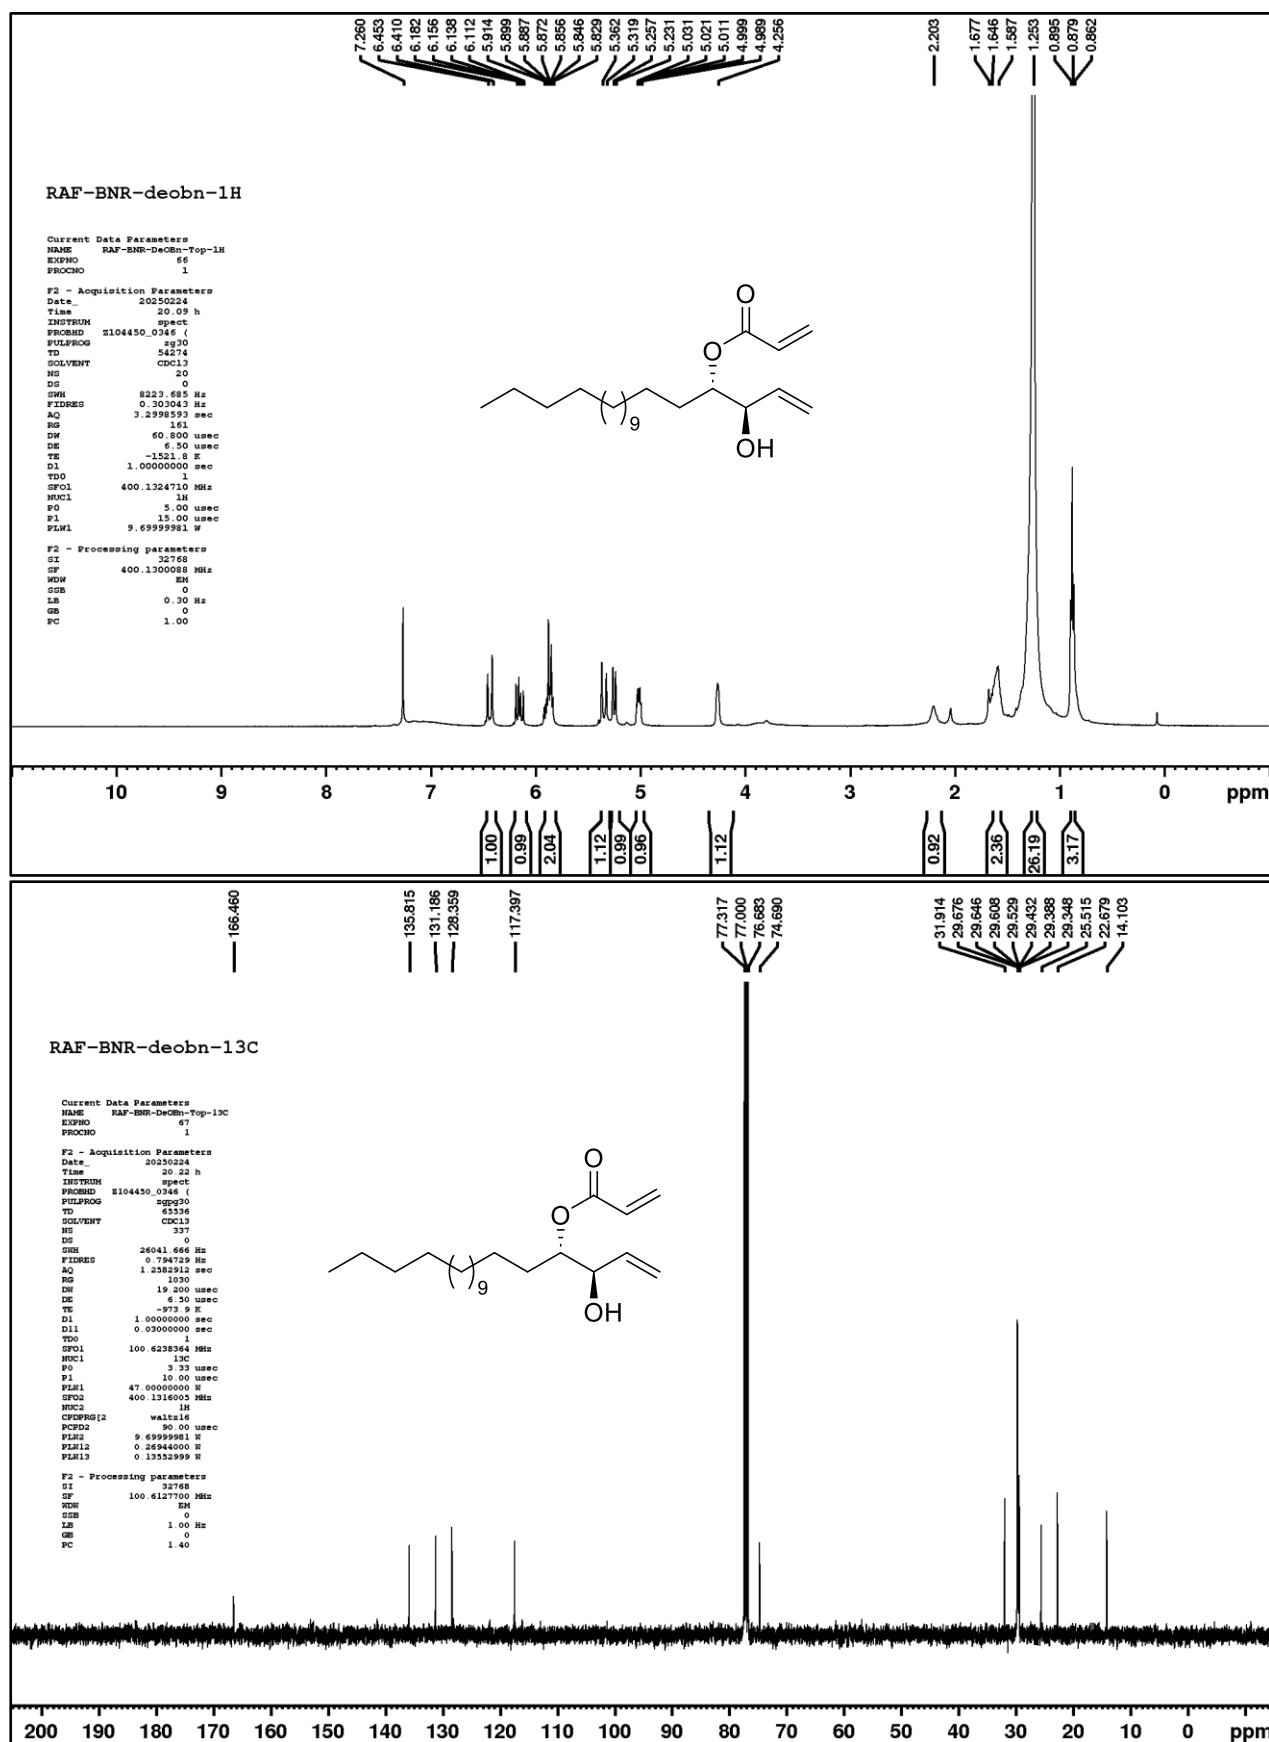 7.260 6.453 6.410 6.182 6.156 6.138 6.112 5.914 5.899 5.887 5.872 5.856 5.846 5.829 5.362 5.319 5.257 5.231 5.031 5.021 5.011 4.999 4.989 4.256 2.203 1.677 1.646 1.587 1.253 0.895 0.879 0.862
RAF-BNR-deobn-1H
Current Data Parameters
NAME RAF-BNR-DeOBn-Top-1H
EXPNO 66
PROCNO 1
F2 - Acquisition Parameters
Date_ 20250224
Time 20.09 h
INSTRUM spect
PROBHD Z104450_0346 (
PULPROG zg30
TD 54274
SOLVENT CDCl3
NS 20
DS 0
SWH 8223.685 Hz
FIDRES 0.303043 Hz
AQ 3.2998593 sec
RG 161
DW 60.800 usec
DE 6.50 usec
TE -1521.8 K
D1 1.00000000 sec
TD0 1
SFO1 400.1324710 MHz
NUC1 1H
P0 5.00 usec
P1 15.00 usec
PLW1 9.69999981 W
F2 - Processing parameters
SI 32768
SF 400.1300088 MHz
WDW EM
SSB 0
LB 0.30 Hz
GB 0
PC 1.00
O
O
9
OH
10 9 8 7 6 5 4 3 2 1 0 ppm
1.00 0.99 2.04 1.12 0.99 0.96 1.12 0.92 2.36 26.19 3.17
166.460 135.815 131.186 128.359 117.397 77.317 77.000 76.683 74.690 31.914 29.676 29.646 29.608 29.529 29.432 29.388 29.348 25.515 22.679 14.103
RAF-BNR-deobn-13C
Current Data Parameters
NAME RAF-BNR-DeOBn-Top-13C
EXPNO 67
PROCNO 1
F2 - Acquisition Parameters
Date_ 20250224
Time 20.22 h
INSTRUM spect
PROBHD Z104450_0346 (
PULPROG zgpg30
TD 65536
SOLVENT CDCl3
NS 337
DS 0
SWH 26041.666 Hz
FIDRES 0.794729 Hz
AQ 1.2582912 sec
RG 1030
DW 19.200 usec
DE 6.50 usec
TE -973.9 K
D1 1.00000000 sec
D11 0.03000000 sec
TD0 1
SFO1 100.6238364 MHz
NUC1 13C
P0 3.33 usec
P1 10.00 usec
PLW1 47.00000000 W
SFO2 400.1316005 MHz
NUC2 1H
CPDPRG[2 waltz16
PCPD2 90.00 usec
PLW2 9.69999981 W
PLW12 0.26944000 W
PLW13 0.13552999 W
F2 - Processing parameters
SI 32768
SF 100.6127700 MHz
WDW EM
SSB 0
LB 1.00 Hz
GB 0
PC 1.40
O
O
9
OH
200 190 180 170 160 150 140 130 120 110 100 90 80 70 60 50 40 30 20 10 0 ppm